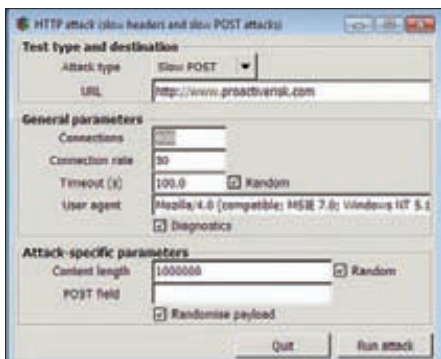 HTTP attack (slow headers and slow POST attacks)
Test type and destination
Attack type Slow POST
URL http://www.proactiverisk.com
General parameters
Connections
Connection rate 50
Timeout (s) 100.0 Random
User agent Mozilla/4.0 (compatible; MSIE 7.0; Windows NT 5.1
Diagnostics
Attack-specific parameters
Content length 1000000 Random
POST field
Randomise payload
Quit Run attack